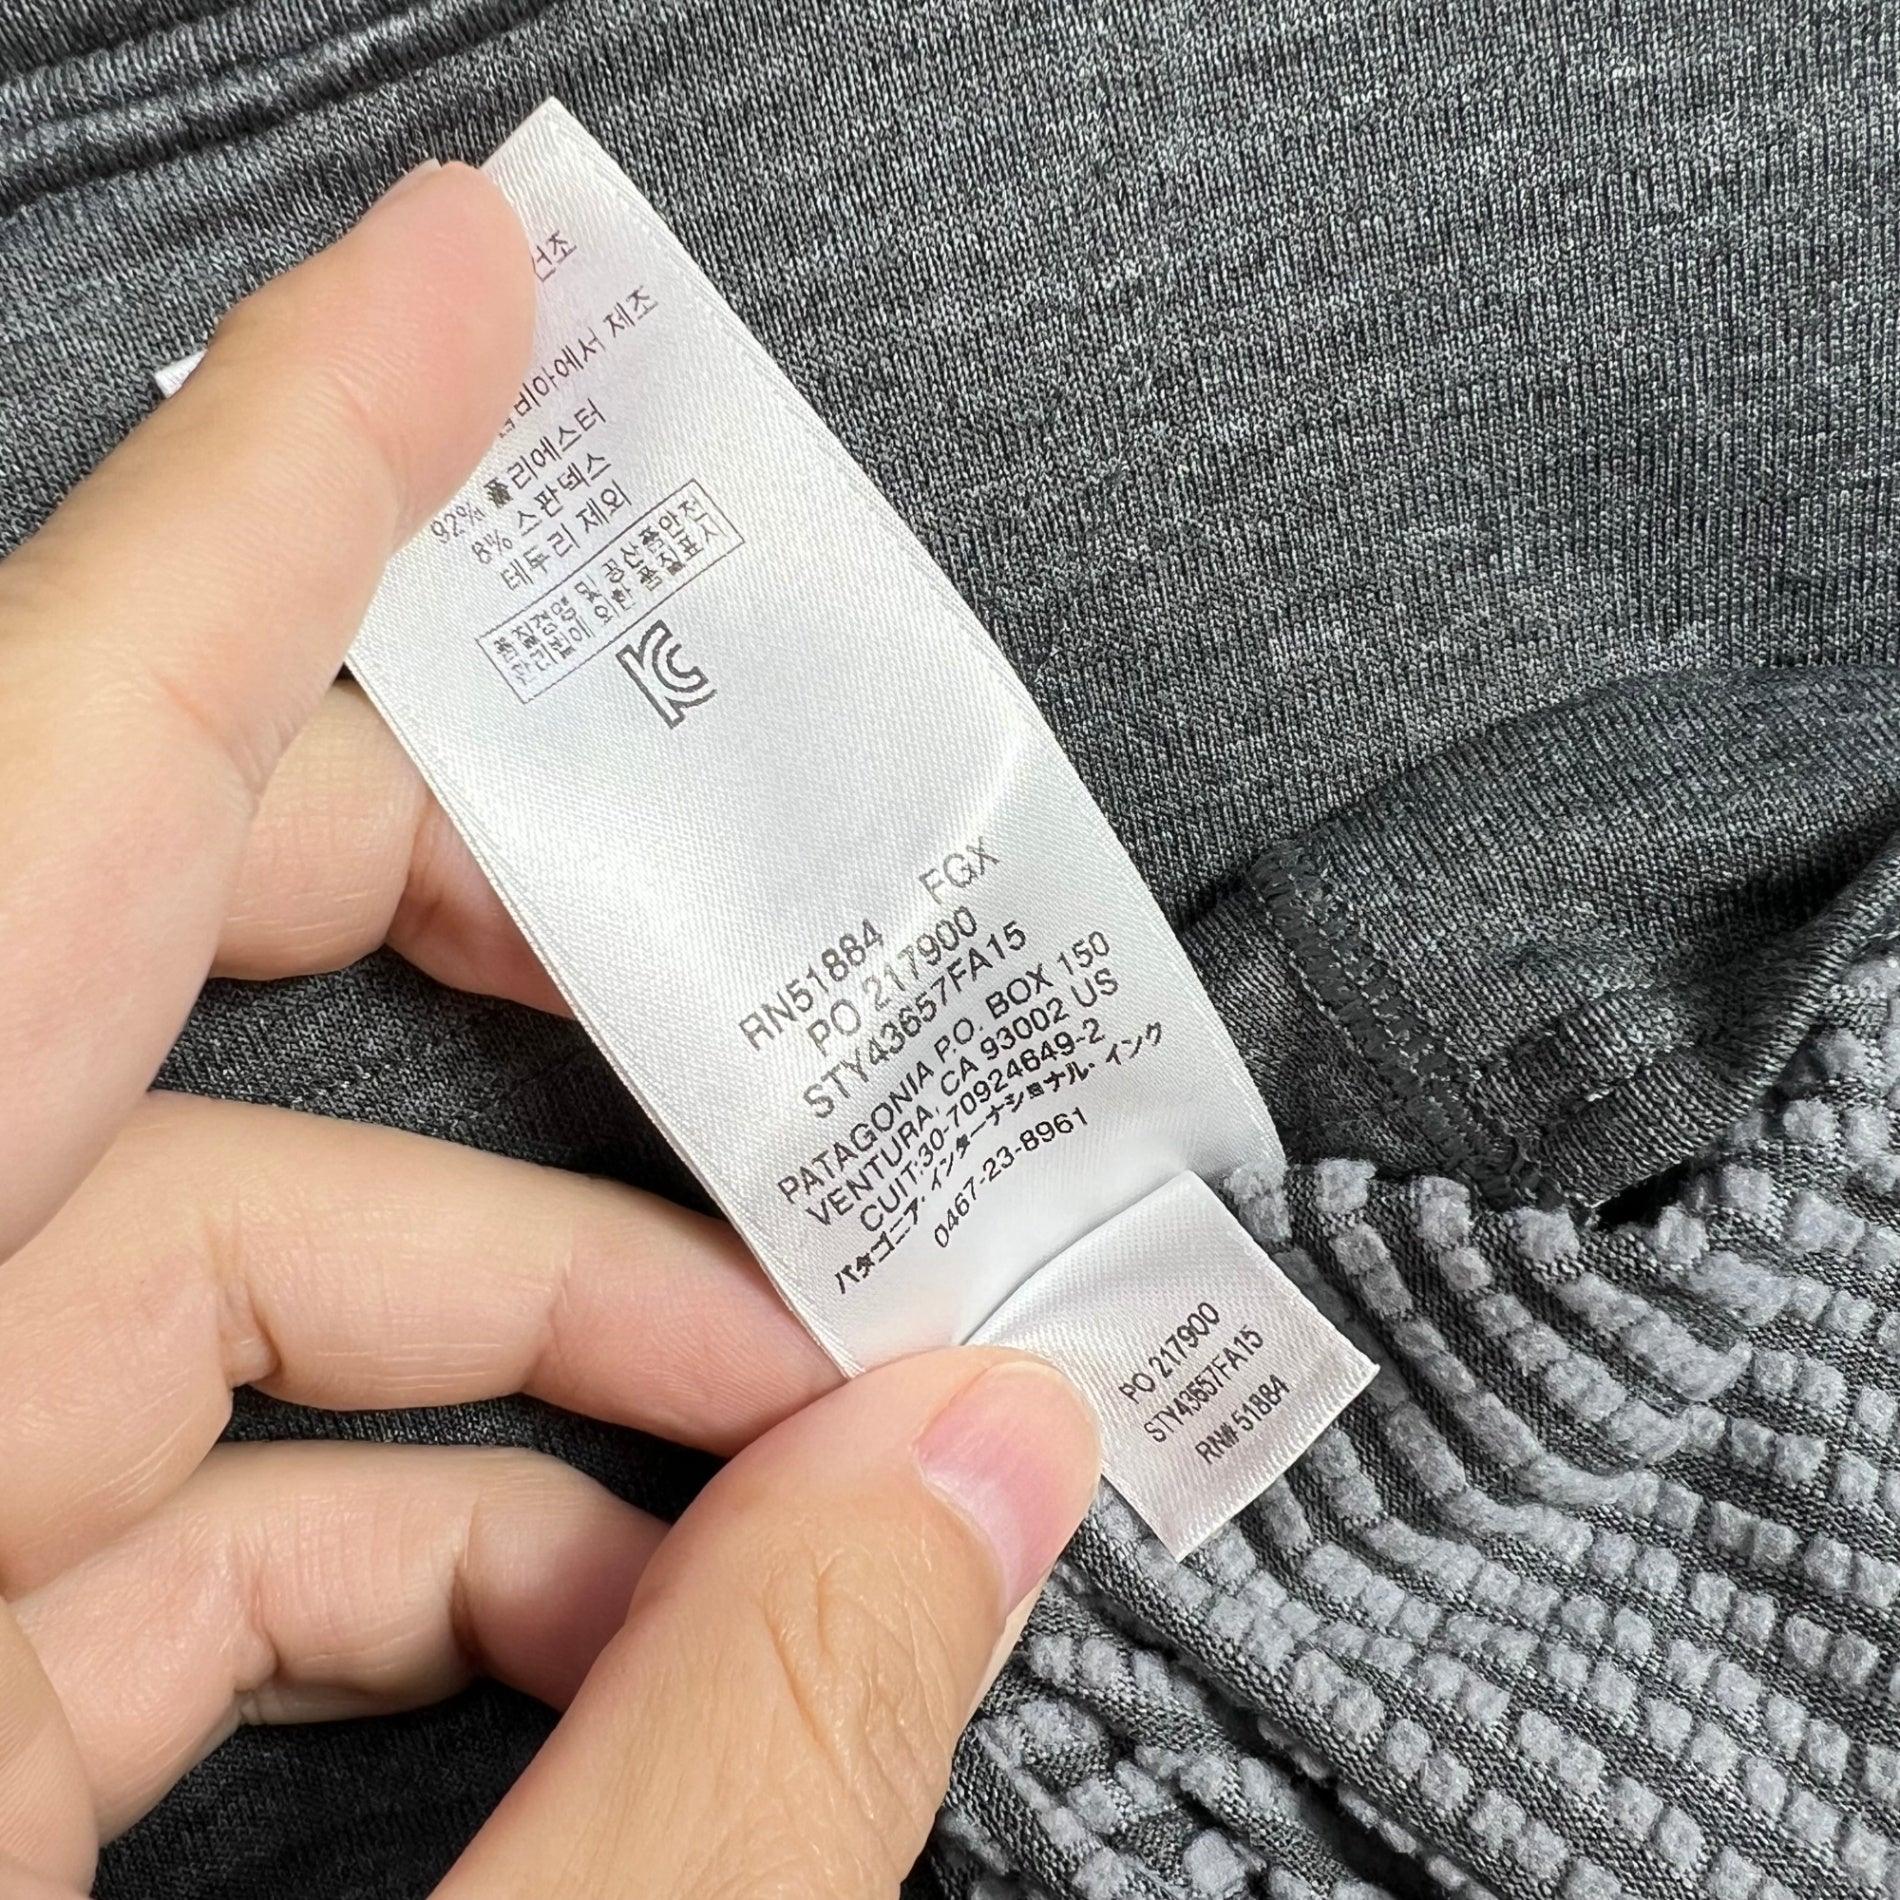 건조
비아에서 제조
92% 폴리에스터
8% 스판덱스
테두리 제외
품질경영 및 공산품안전
관리법에 의한 품질표시
RN51884 FGX
PO 217900
STY43657FA15
PATAGONIA P.O. BOX 150
VENTURA, CA 93002 US
CUIT:30-70924649-2
パタゴニア・インターナショナル・インク
0467-23-8961
PO 217900
STY43657FA15
RN# 51884